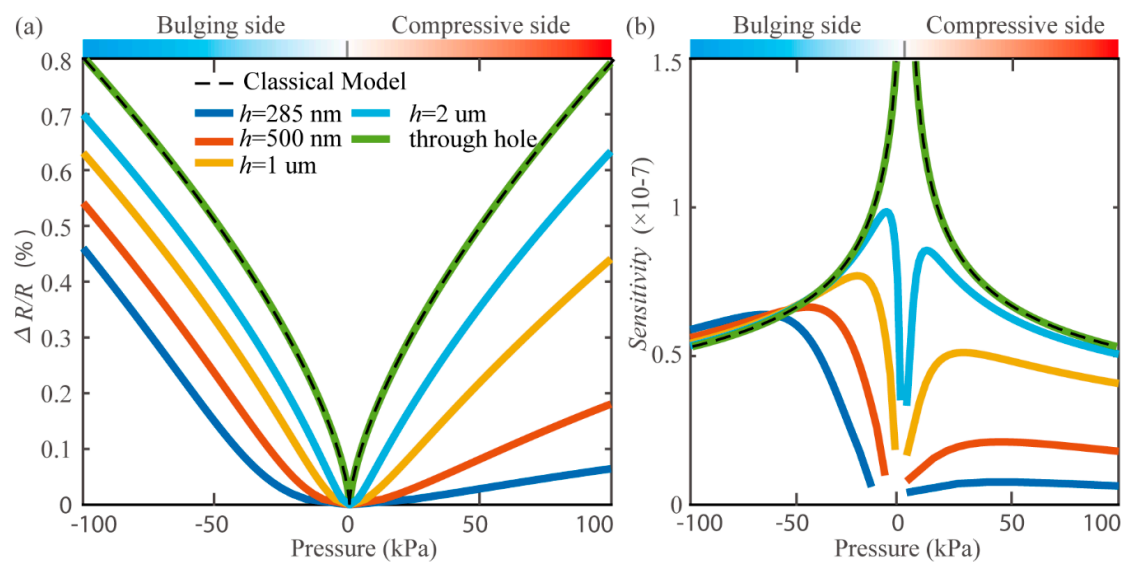 (a) Bulging side Compressive side
0.8
0.7
0.6
0.5
0.4
0.3
0.2
0.1
0
Δ R/R (%)
Classical Model
h=285 nm
h=500 nm
h=1 um
h=2 um
through hole
-100 -50 0 50 100
Pressure (kPa)
(b) Bulging side Compressive side
1.5
1
0.5
0
Sensitivity (×10-7)
-100 -50 0 50 100
Pressure (kPa)